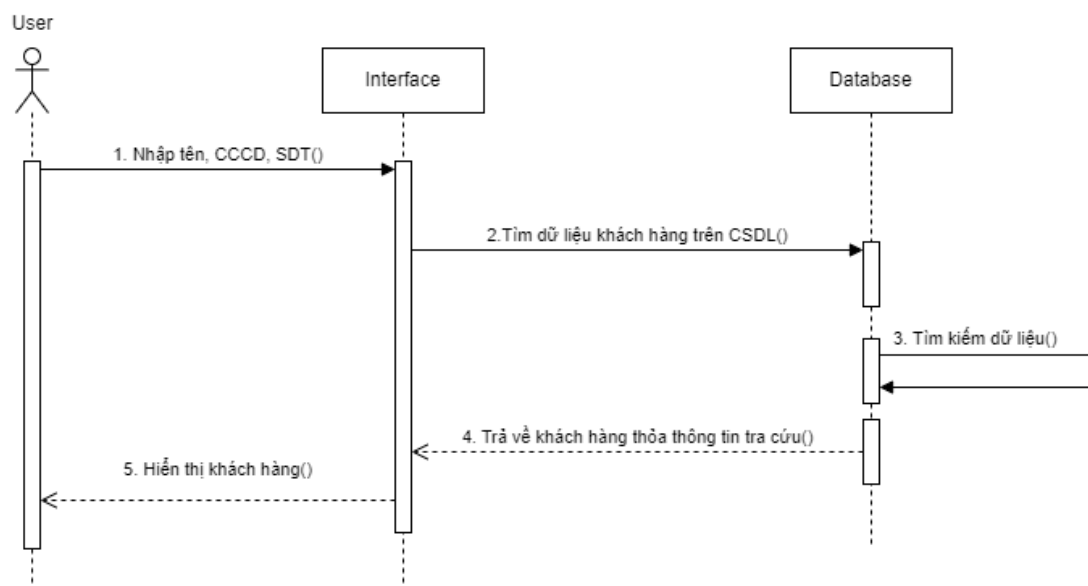 User
Interface
Database
1. Nhập tên, CCCD, SDT()
2.Tìm dữ liệu khách hàng trên CSDL()
3. Tìm kiếm dữ liệu()
4. Trả về khách hàng thỏa thông tin tra cứu()
5. Hiển thị khách hàng()